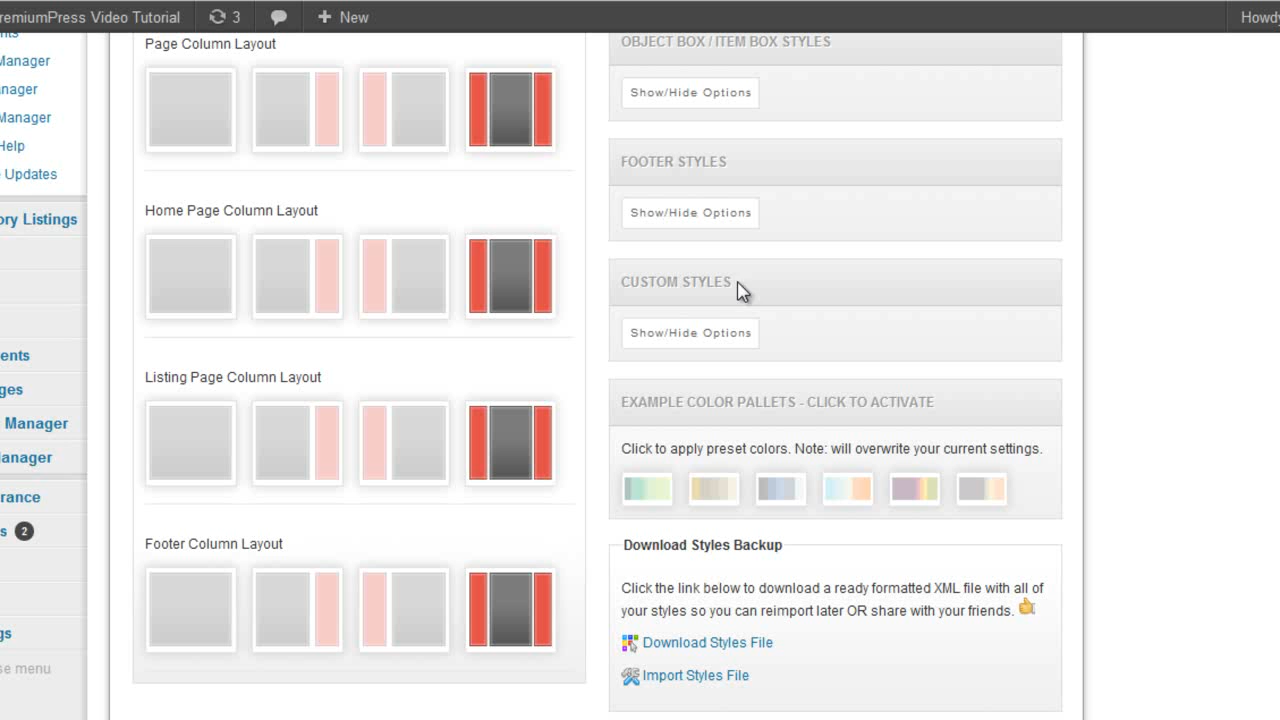 remiumPress Video Tutorial 3 New Howdy
Manager
anager
Manager
Help
Updates
ory Listings
ents
ges
Manager
anager
rance
s 2
gs
se menu
Page Column Layout
Home Page Column Layout
Listing Page Column Layout
Footer Column Layout
OBJECT BOX / ITEM BOX STYLES
Show/Hide Options
FOOTER STYLES
Show/Hide Options
CUSTOM STYLES
Show/Hide Options
EXAMPLE COLOR PALLETS - CLICK TO ACTIVATE
Click to apply preset colors. Note: will overwrite your current settings.
Download Styles Backup
Click the link below to download a ready formatted XML file with all of
your styles so you can reimport later OR share with your friends.
Download Styles File
Import Styles File